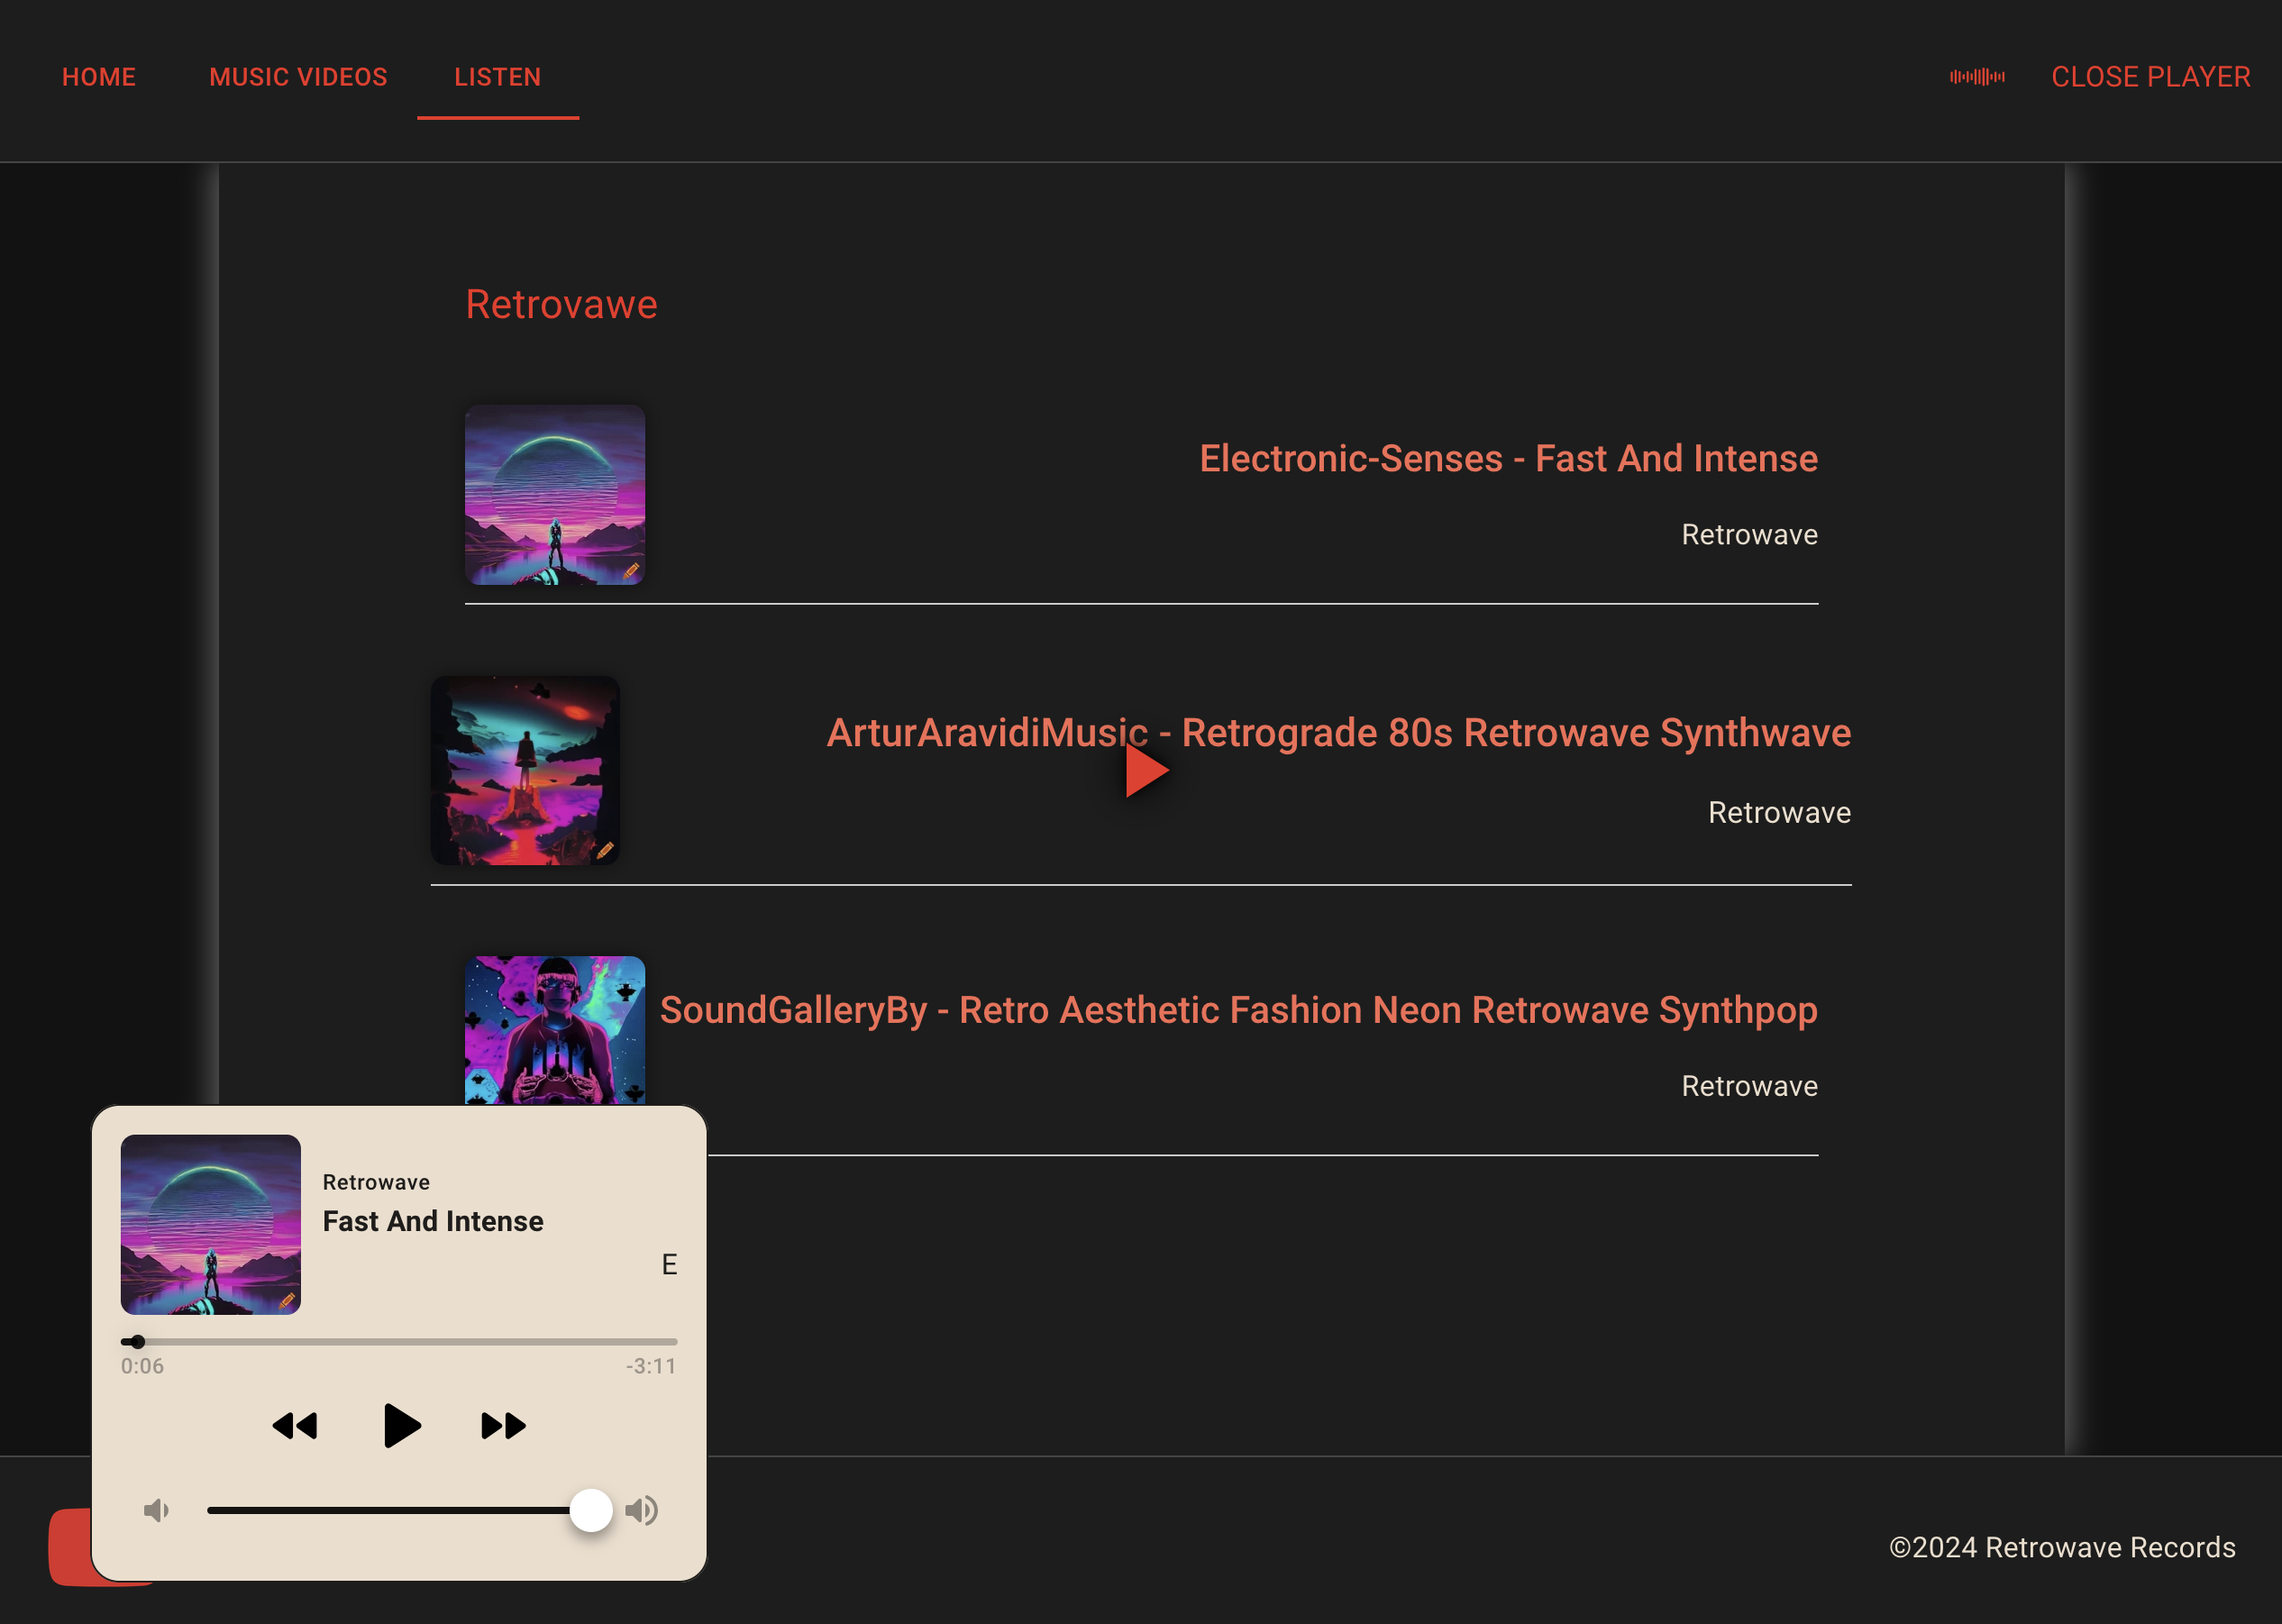 HOME MUSIC VIDEOS LISTEN CLOSE PLAYER
Retrovawe
Electronic-Senses - Fast And Intense
Retrowave
ArturAravidiMusic - Retrograde 80s Retrowave Synthwave
Retrowave
SoundGalleryBy - Retro Aesthetic Fashion Neon Retrowave Synthpop
Retrowave
Retrowave
Fast And Intense
E
0:06 -3:11
©2024 Retrowave Records